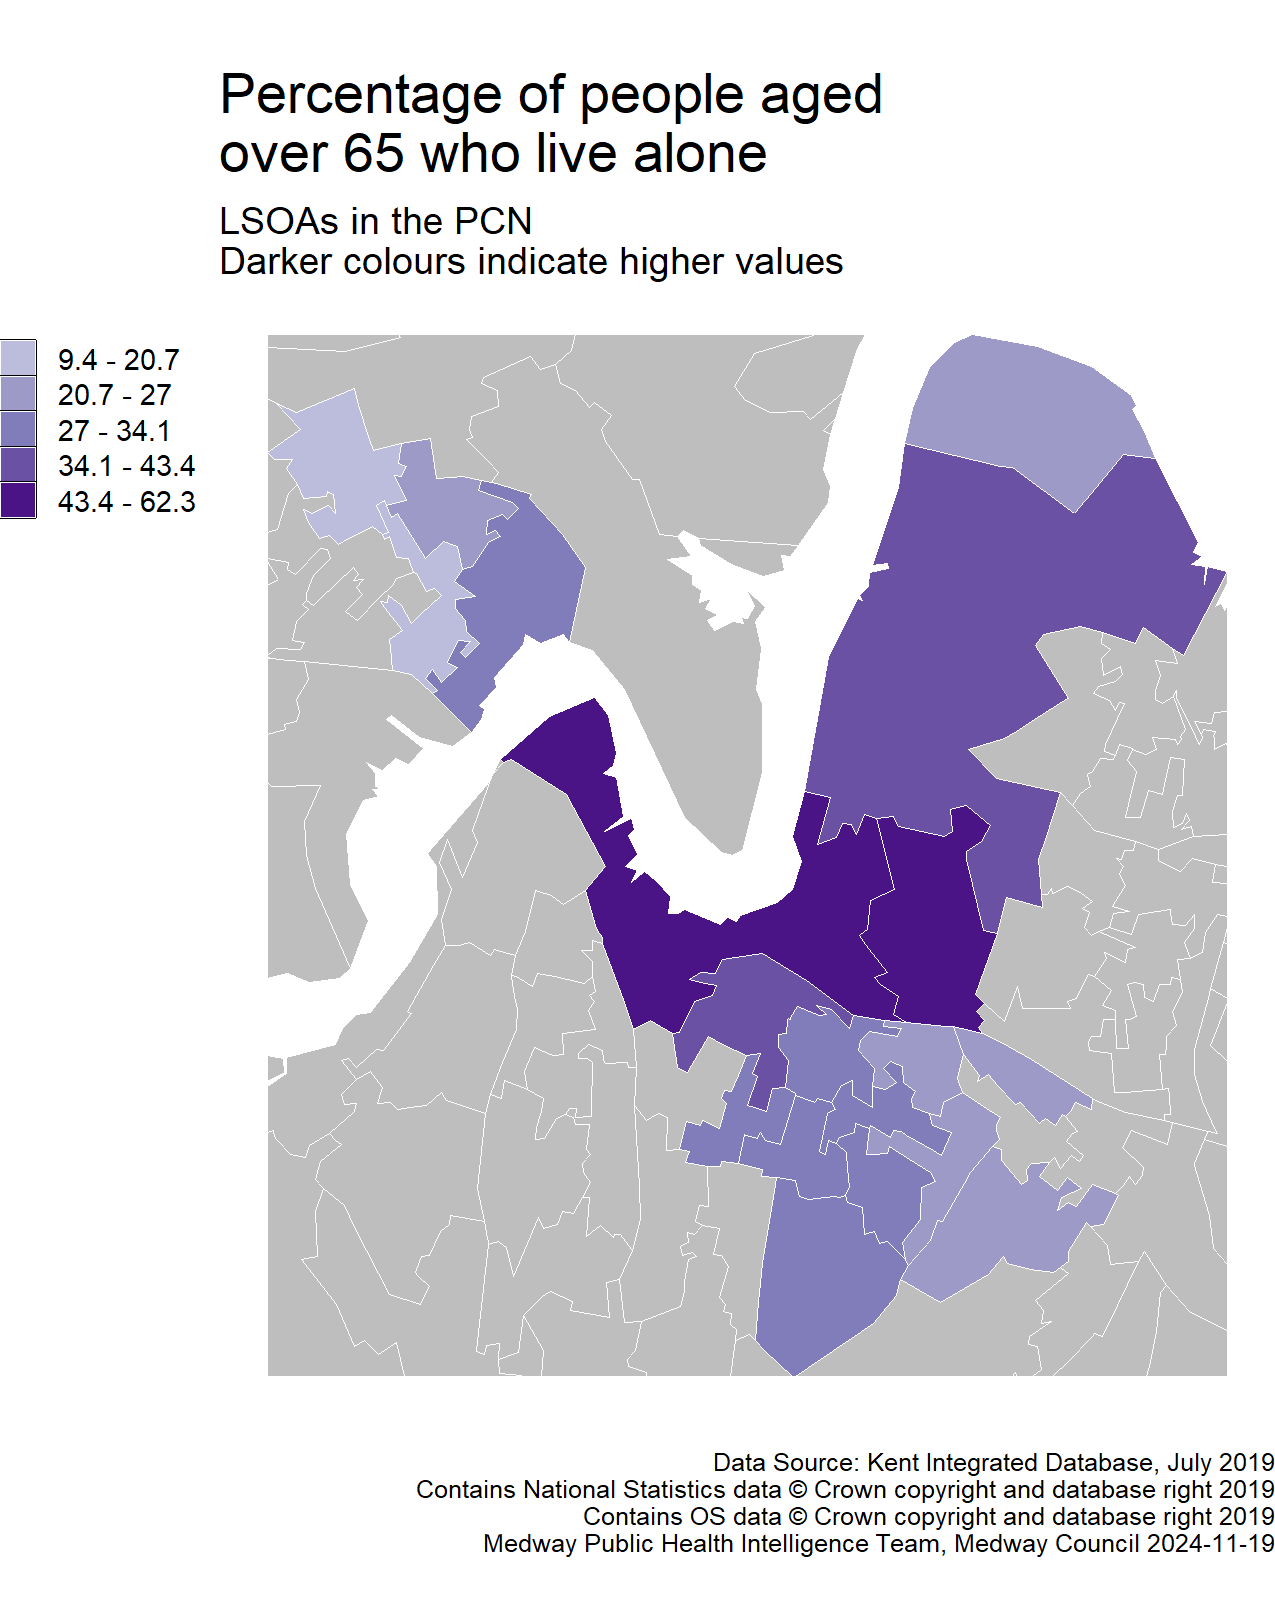 Percentage of people aged
over 65 who live alone
LSOAs in the PCN
Darker colours indicate higher values
9.4 - 20.7
20.7 - 27
27 - 34.1
34.1 - 43.4
43.4 - 62.3
Data Source: Kent Integrated Database, July 2019
Contains National Statistics data © Crown copyright and database right 2019
Contains OS data © Crown copyright and database right 2019
Medway Public Health Intelligence Team, Medway Council 2024-11-19